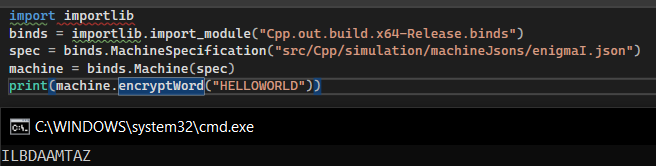 import importlib
binds = importlib.import_module("Cpp.out.build.x64-Release.binds")
spec = binds.MachineSpecification("src/Cpp/simulation/machineJsons/enigmaI.json")
machine = binds.Machine(spec)
print(machine.encryptWord("HELLOWORLD"))
C:\WINDOWS\system32\cmd.exe
ILBDAAMTAZ